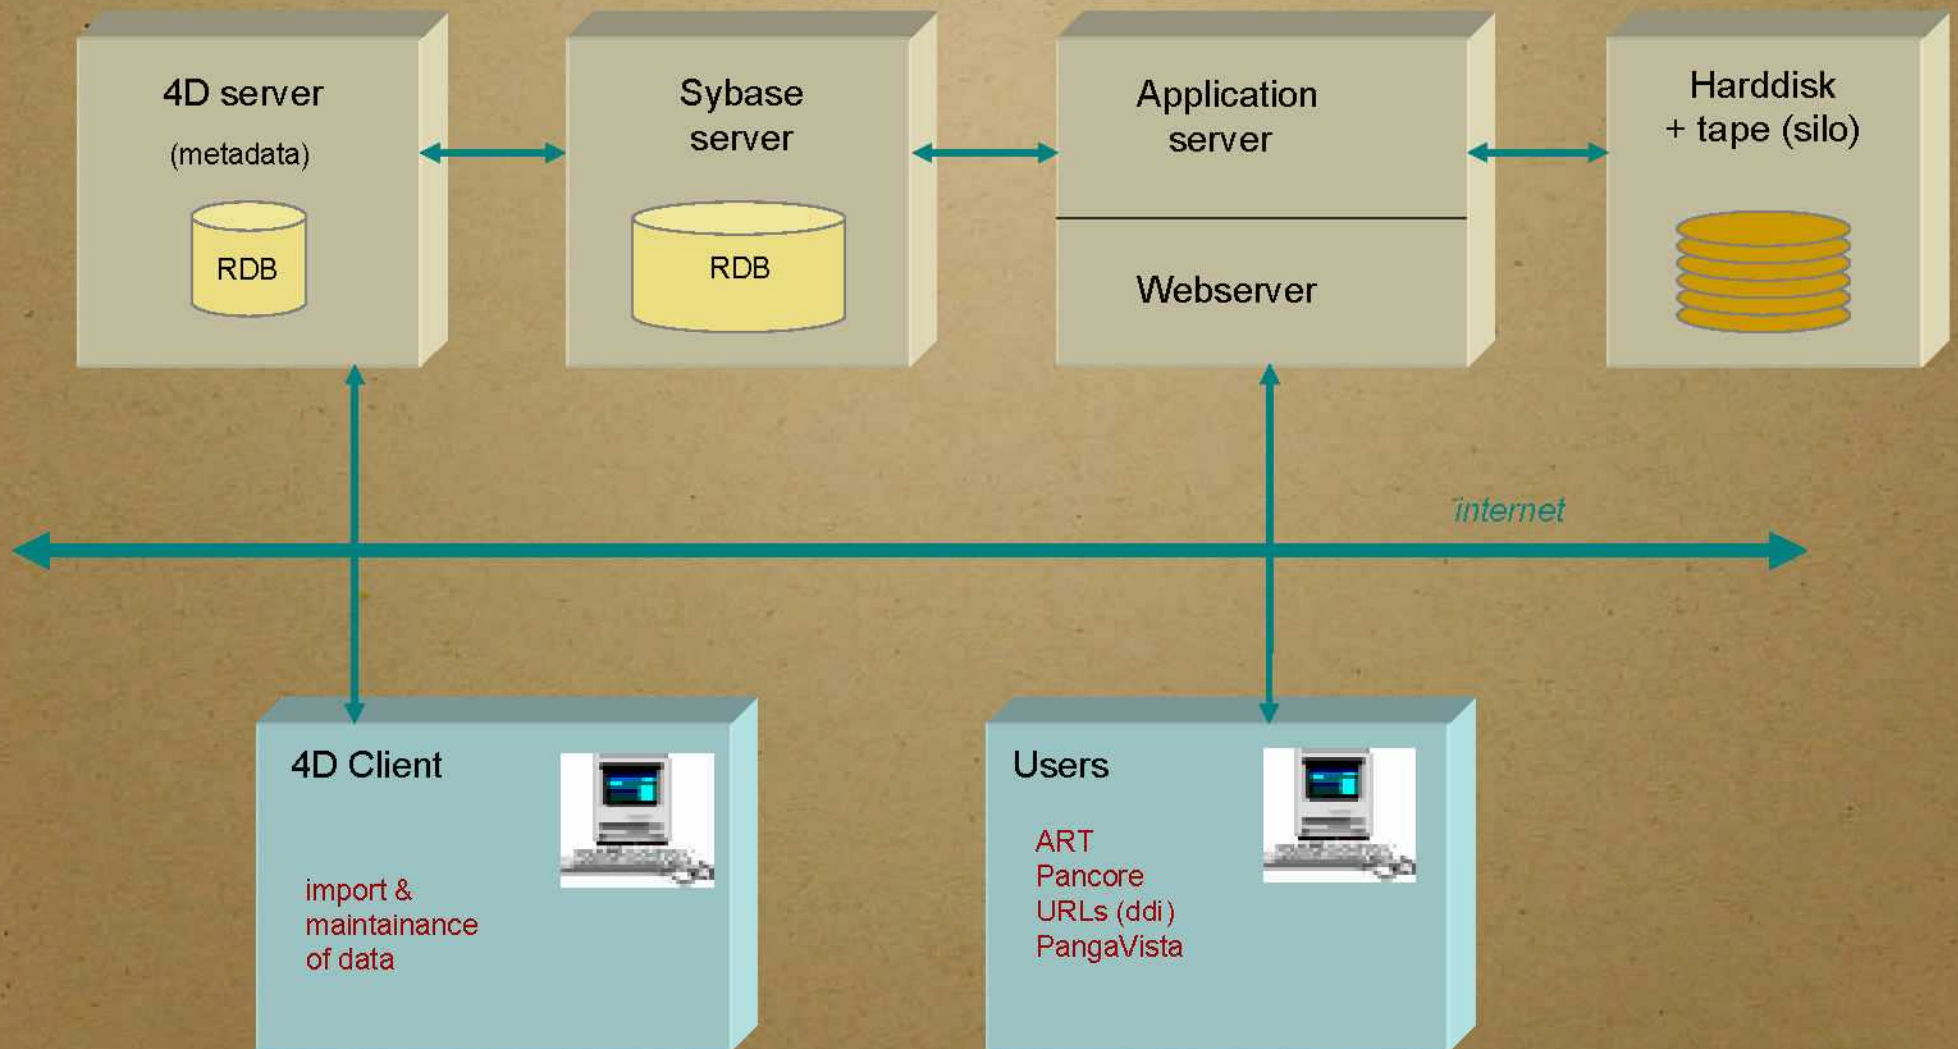 4D server
(metadata)
RDB
Sybase
server
RDB
Application
server
Webserver
Harddisk
+ tape (silo)
internet
4D Client
import &
maintainance
of data
Users
ART
Pancore
URLs (ddi)
PangaVista